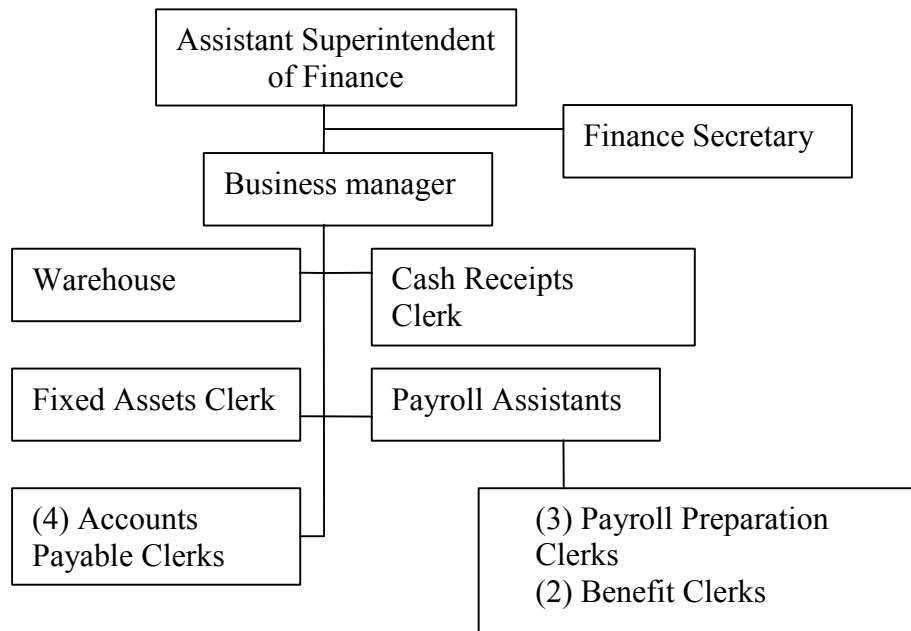 Assistant Superintendent
of Finance
Finance Secretary
Business manager
Warehouse
Cash Receipts
Clerk
Fixed Assets Clerk
Payroll Assistants
(4) Accounts
Payable Clerks
(3) Payroll Preparation
Clerks
(2) Benefit Clerks